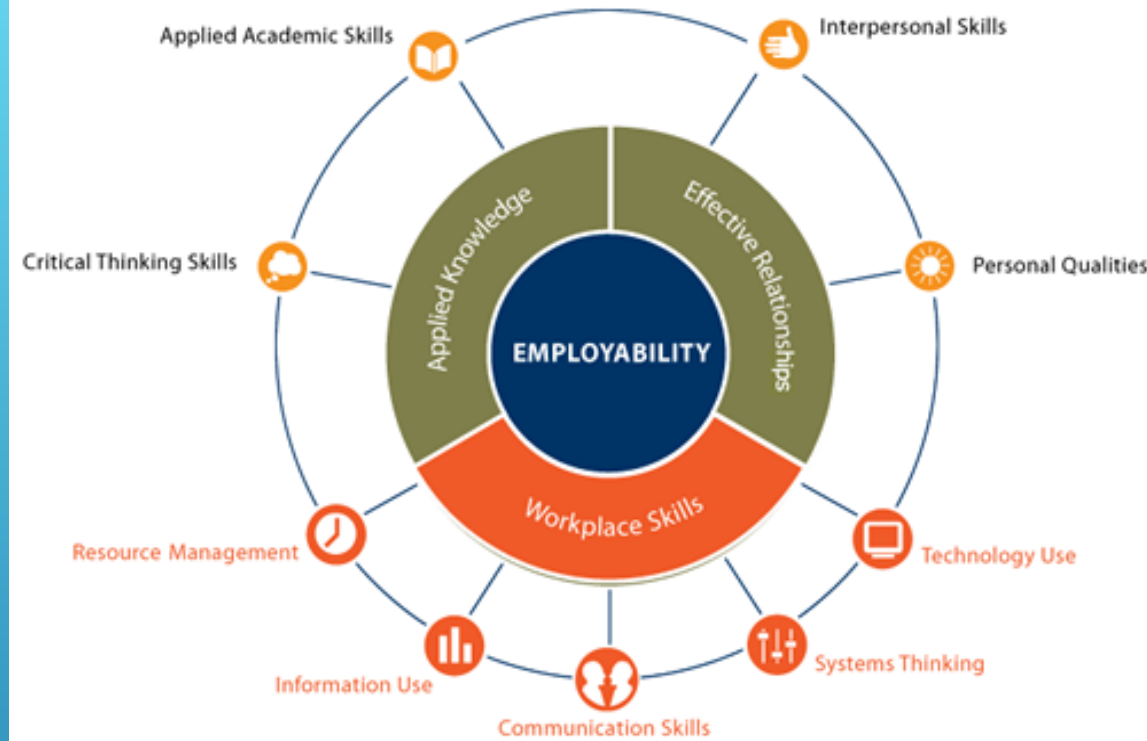 Applied Academic Skills
Interpersonal Skills
Critical Thinking Skills
Personal Qualities
Applied Knowledge
Effective Relationships
EMPLOYABILITY
Workplace Skills
Resource Management
Technology Use
Information Use
Systems Thinking
Communication Skills